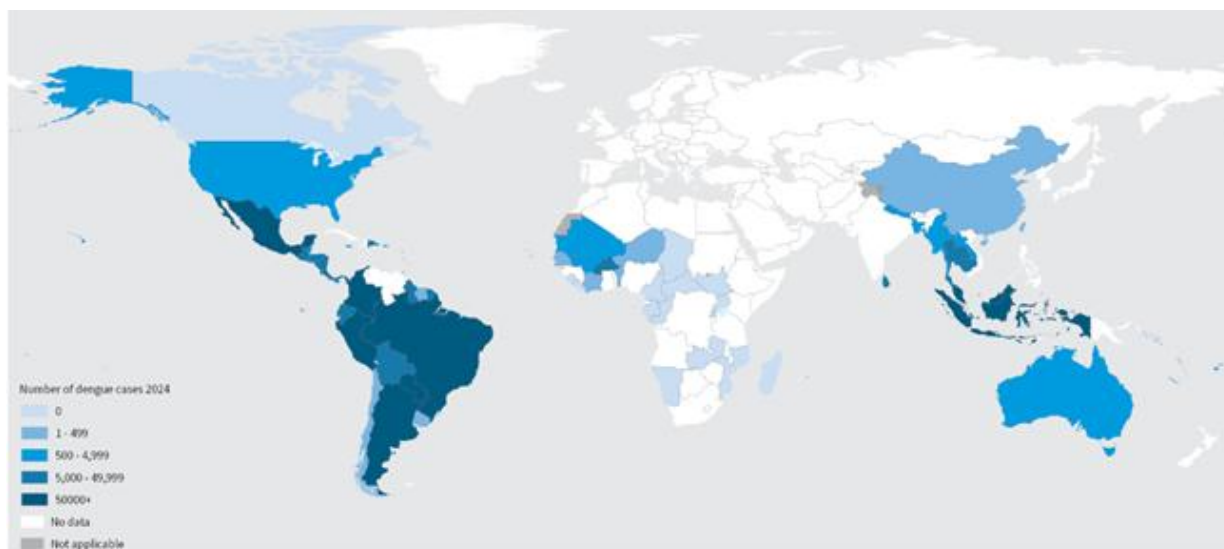 Number of dengue cases 2024
0
1 - 499
500 - 4,999
5,000 - 49,999
50000+
No data
Not applicable